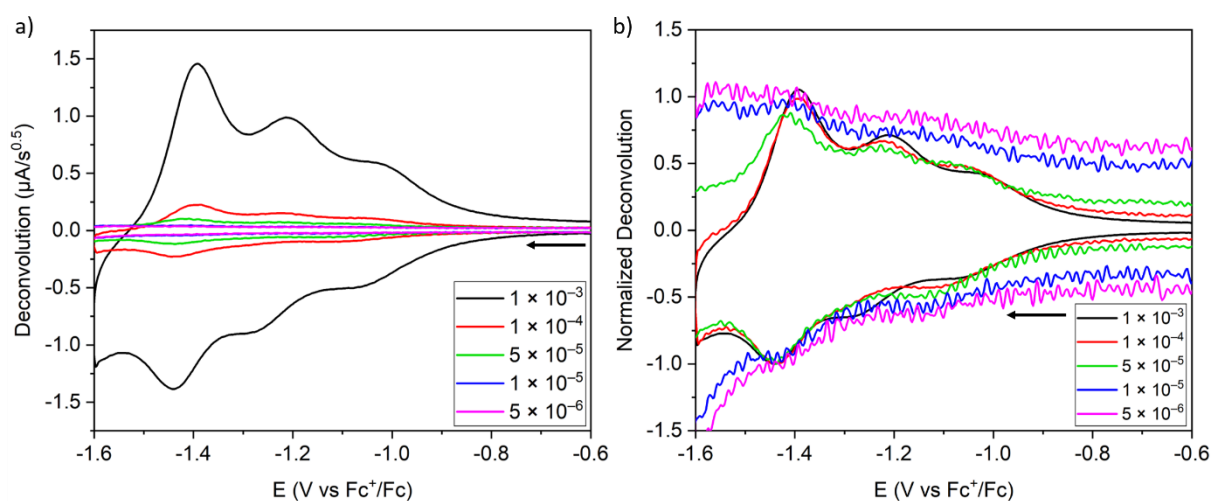 a)
Deconvolution (µA/s^0.5)
1.5
1.0
0.5
0.0
-0.5
-1.0
-1.5
-1.6 -1.4 -1.2 -1.0 -0.8 -0.6
E (V vs Fc⁺/Fc)
1 × 10⁻³
1 × 10⁻⁴
5 × 10⁻⁵
1 × 10⁻⁵
5 × 10⁻⁶
b)
Normalized Deconvolution
1.5
1.0
0.5
0.0
-0.5
-1.0
-1.5
-1.6 -1.4 -1.2 -1.0 -0.8 -0.6
E (V vs Fc⁺/Fc)
1 × 10⁻³
1 × 10⁻⁴
5 × 10⁻⁵
1 × 10⁻⁵
5 × 10⁻⁶